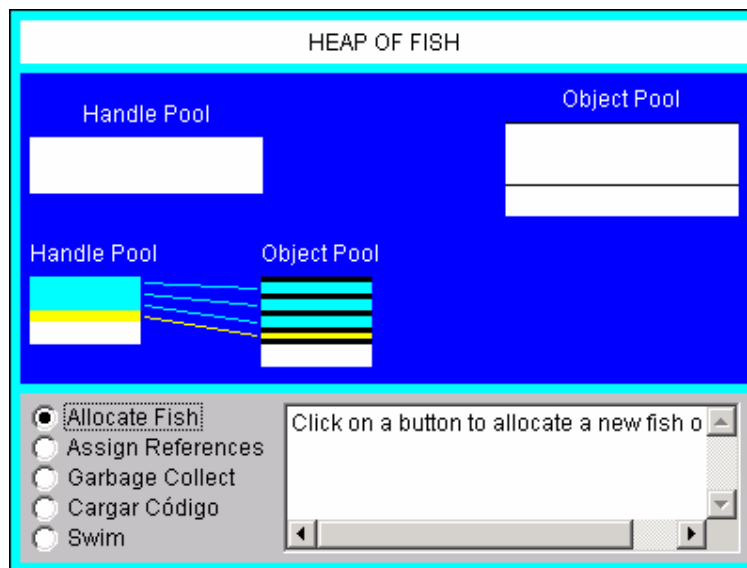 HEAP OF FISH
Handle Pool
Object Pool
Handle Pool
Object Pool
Allocate Fish
Assign References
Garbage Collect
Cargar Código
Swim
Click on a button to allocate a new fish o